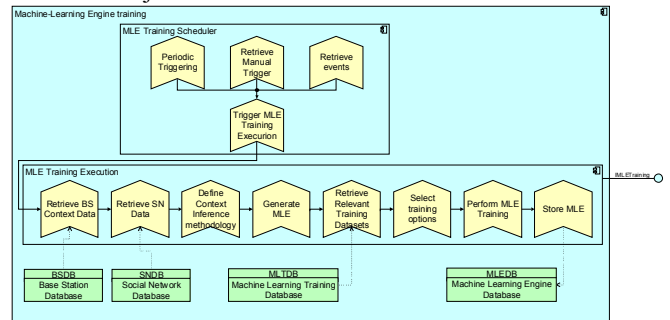 Machine-Learning Engine training
MLE Training Scheduler
Periodic
Triggering
Retrieve
Manual
Trigger
Retrieve
events
Trigger MLE
Training
Execurion
MLE Training Execution
IMLETraining
Retrieve BS
Context Data
Retrieve SN
Data
Define
Context
Inference
methodology
Generate
MLE
Retrieve
Relevant
Training
Datasets
Select
training
options
Perform MLE
Training
Store MLE
BSDB
Base Station
Database
SNDB
Social Network
Database
MLTDB
Machine Learning Training
Database
MLEDB
Machine Learning Engine
Database